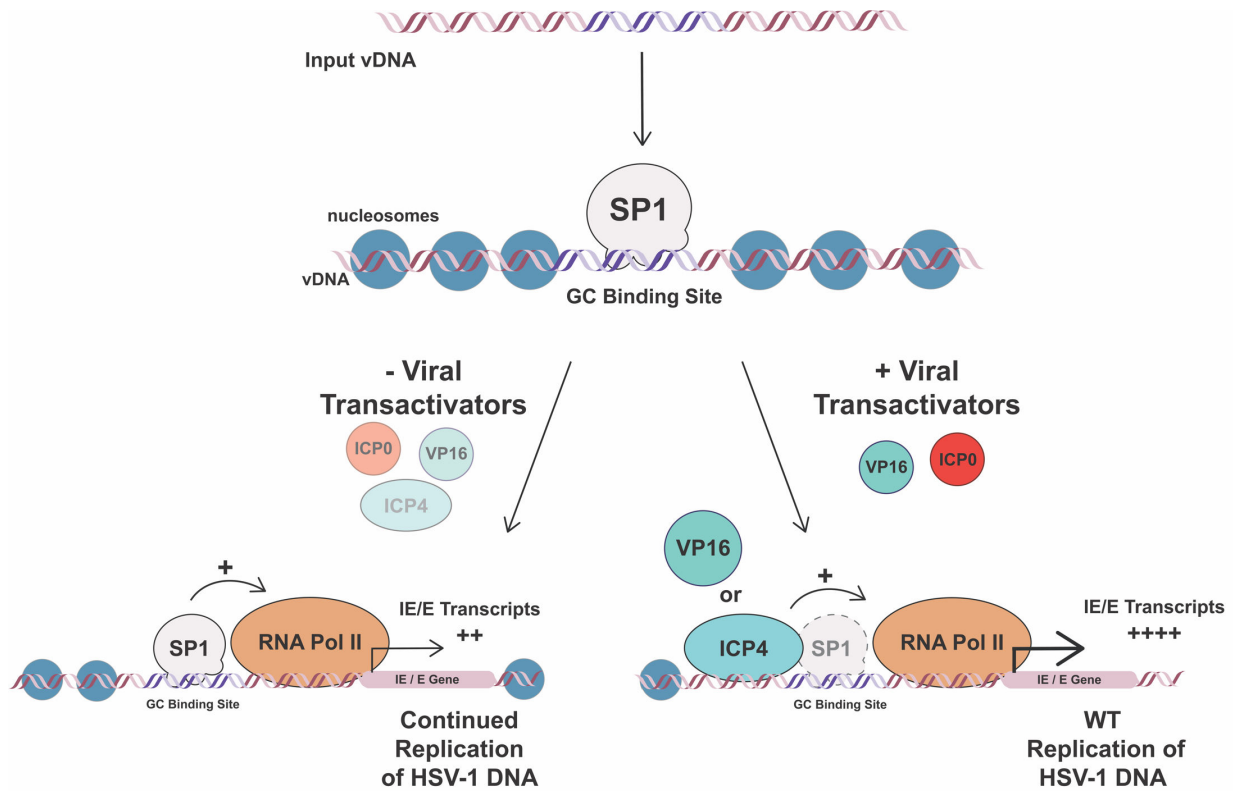 Input vDNA
SP1
nucleosomes
vDNA
GC Binding Site
- Viral
Transactivators
ICP0
VP16
ICP4
+ Viral
Transactivators
VP16
ICP0
+
SP1
RNA Pol II
IE/E Transcripts
++
IE / E Gene
GC Binding Site
Continued
Replication
of HSV-1 DNA
VP16
or
ICP4
+
SP1
RNA Pol II
IE/E Transcripts
++++
IE / E Gene
GC Binding Site
WT
Replication of
HSV-1 DNA